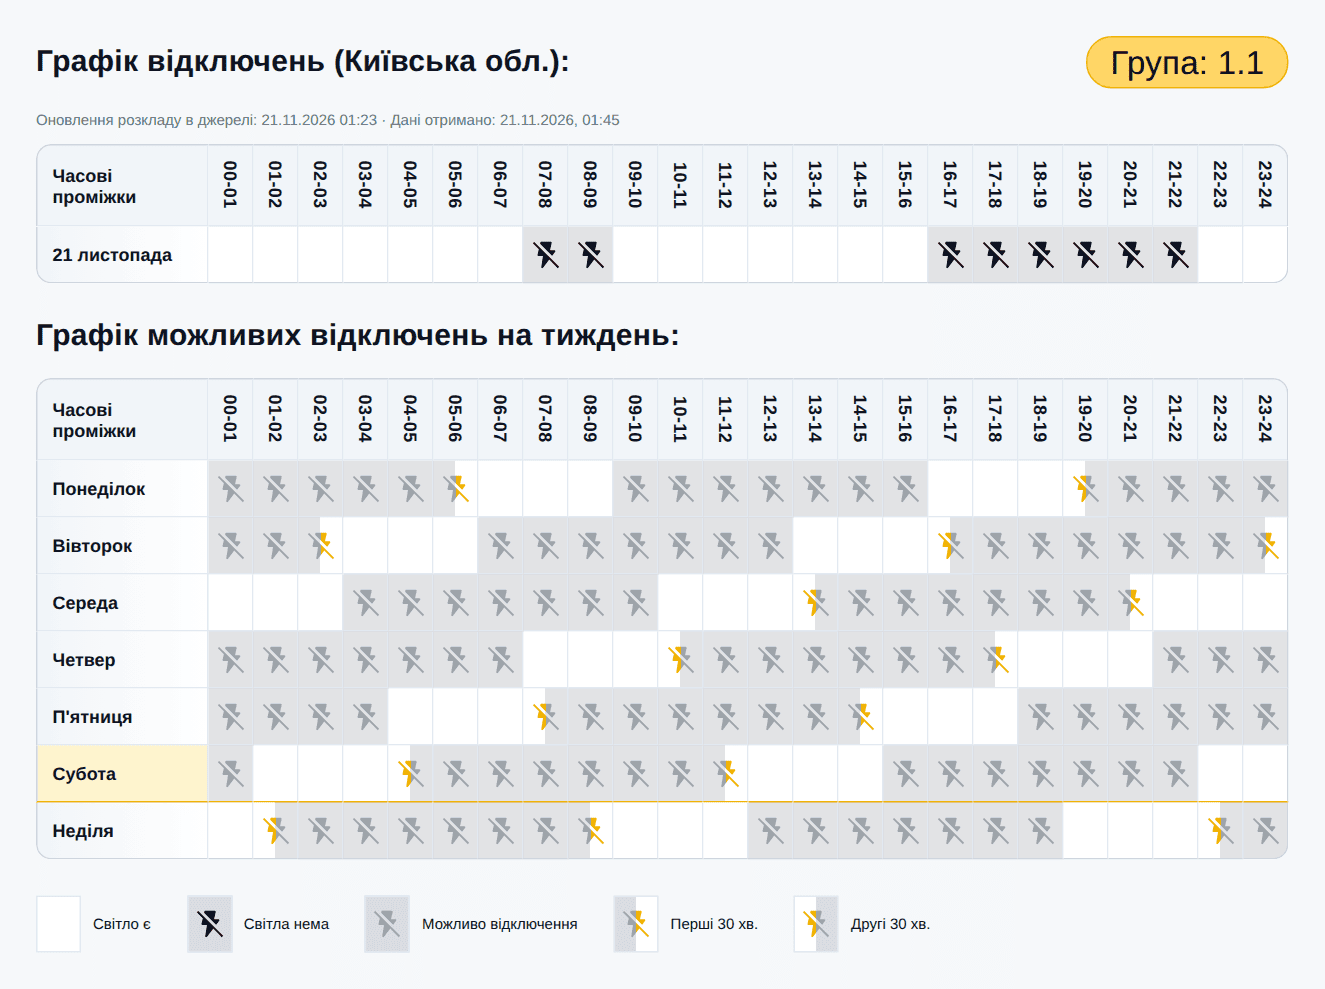 Графік відключень (Київська обл.):
Група: 1.1
Оновлення розкладу в джерелі: 21.11.2026 01:23 · Дані отримано: 21.11.2026, 01:45
Часові
проміжки
00-01 01-02 02-03 03-04 04-05 05-06 06-07 07-08 08-09 09-10 10-11 11-12 12-13 13-14 14-15 15-16 16-17 17-18 18-19 19-20 20-21 21-22 22-23 23-24
21 листопада
Графік можливих відключень на тиждень:
Часові
проміжки
00-01 01-02 02-03 03-04 04-05 05-06 06-07 07-08 08-09 09-10 10-11 11-12 12-13 13-14 14-15 15-16 16-17 17-18 18-19 19-20 20-21 21-22 22-23 23-24
Понеділок
Вівторок
Середа
Четвер
П'ятниця
Субота
Неділя
Світло є
Світла нема
Можливо відключення
Перші 30 хв.
Другі 30 хв.